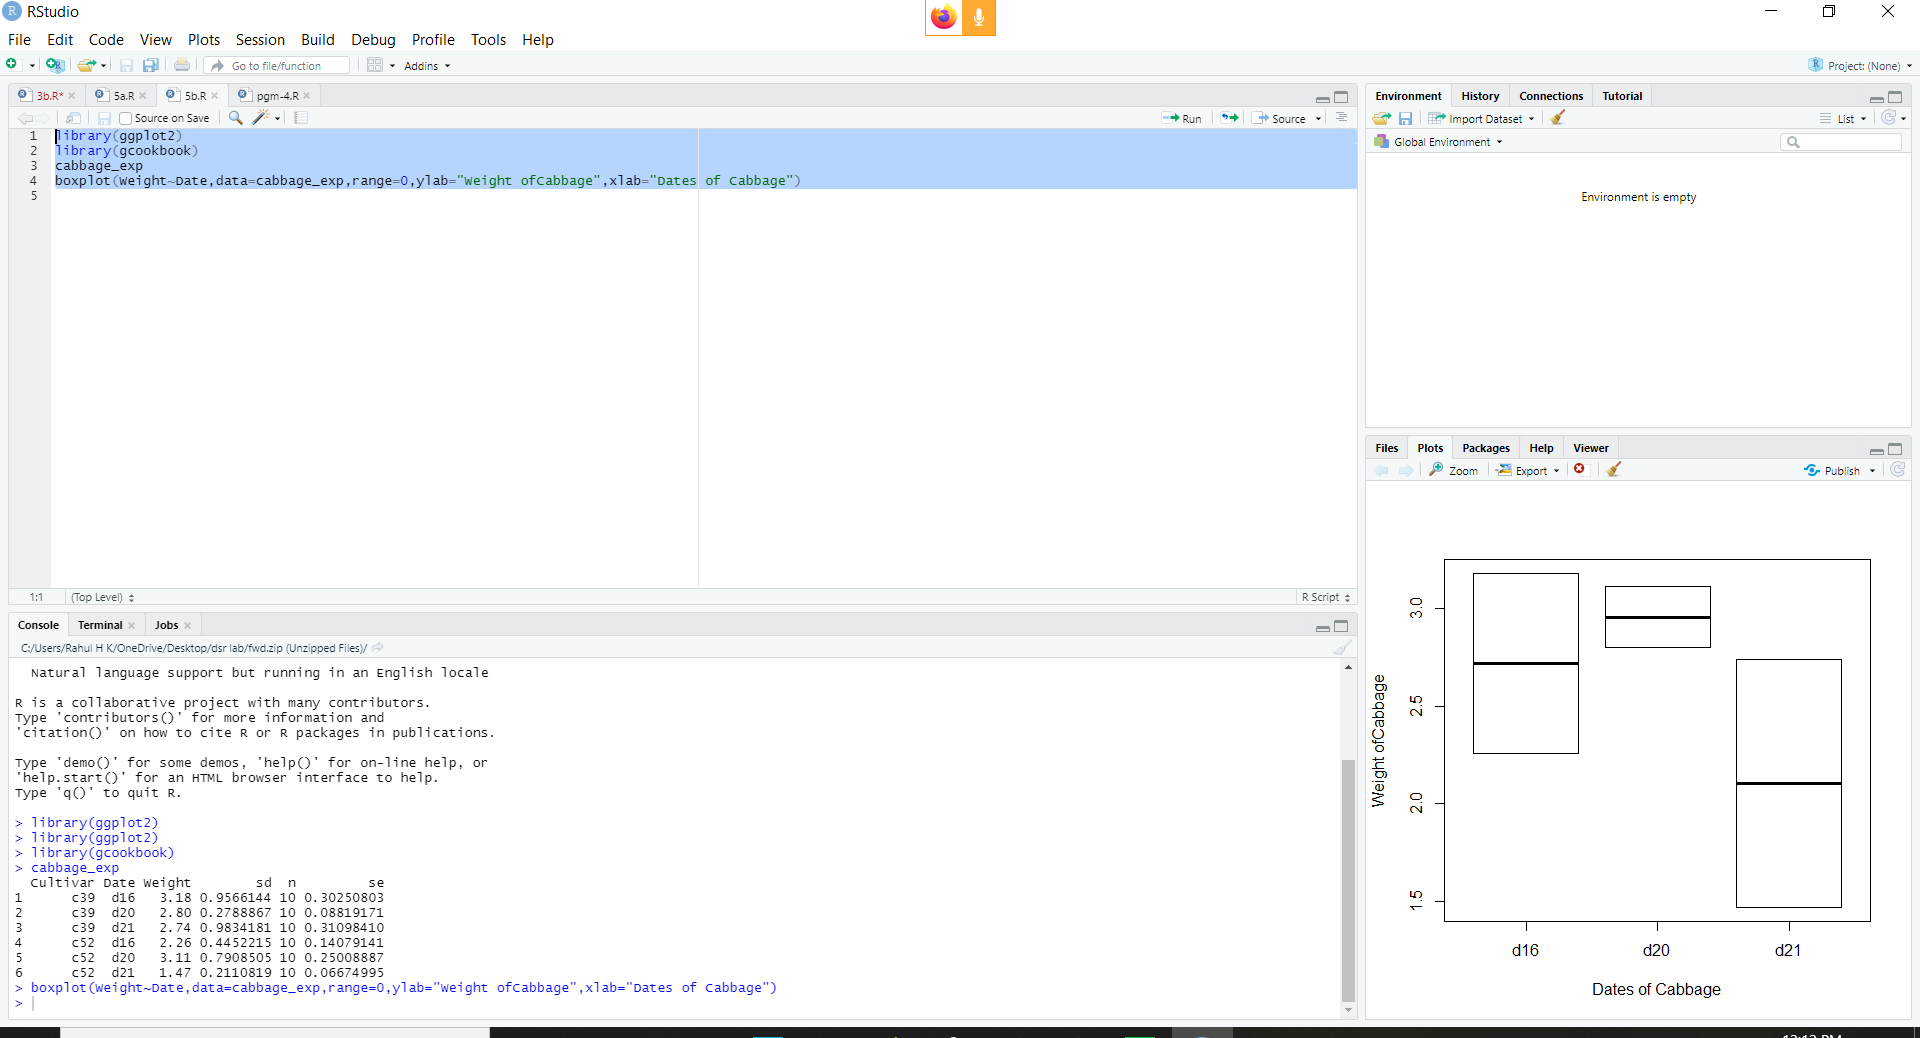 RStudio
File Edit Code View Plots Session Build Debug Profile Tools Help
Go to file/function Addins Project: (None)
3b.R* 5a.R 5b.R pgm-4.R
Source on Save Run Source
1 library(ggplot2)
2 library(gcookbook)
3 cabbage_exp
4 boxplot(Weight~Date,data=cabbage_exp,range=0,ylab="Weight ofCabbage",xlab="Dates of Cabbage")
5
1:1 (Top Level) R Script
Console Terminal Jobs
C:/Users/Rahul H K/OneDrive/Desktop/dsr lab/fwd.zip (Unzipped Files)/
Natural language support but running in an English locale
R is a collaborative project with many contributors.
Type 'contributors()' for more information and
'citation()' on how to cite R or R packages in publications.
Type 'demo()' for some demos, 'help()' for on-line help, or
'help.start()' for an HTML browser interface to help.
Type 'q()' to quit R.
> library(ggplot2)
> library(ggplot2)
> library(gcookbook)
> cabbage_exp
Cultivar Date Weight sd n se
1 c39 d16 3.18 0.9566144 10 0.30250803
2 c39 d20 2.80 0.2788867 10 0.08819171
3 c39 d21 2.74 0.9834181 10 0.31098410
4 c52 d16 2.26 0.4452215 10 0.14079141
5 c52 d20 3.11 0.7908505 10 0.25008887
6 c52 d21 1.47 0.2110819 10 0.06674995
> boxplot(Weight~Date,data=cabbage_exp,range=0,ylab="Weight ofCabbage",xlab="Dates of Cabbage")
>
Environment History Connections Tutorial
Import Dataset List
Global Environment
Environment is empty
Files Plots Packages Help Viewer
Zoom Export Publish
Weight ofCabbage
3.0
2.5
2.0
1.5
d16 d20 d21
Dates of Cabbage